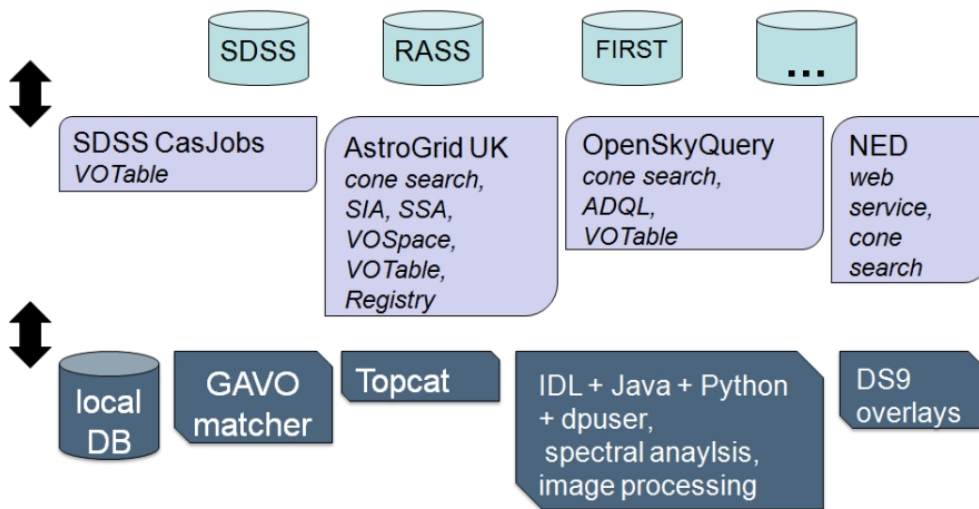 SDSS
RASS
FIRST
...
SDSS CasJobs
VOTable
AstroGrid UK
cone search,
SIA, SSA,
VOSpace,
VOTable,
Registry
OpenSkyQuery
cone search,
ADQL,
VOTable
NED
web
service,
cone
search
local
DB
GAVO
matcher
Topcat
IDL + Java + Python
+ dpuser,
spectral anaylsis,
image processing
DS9
overlays